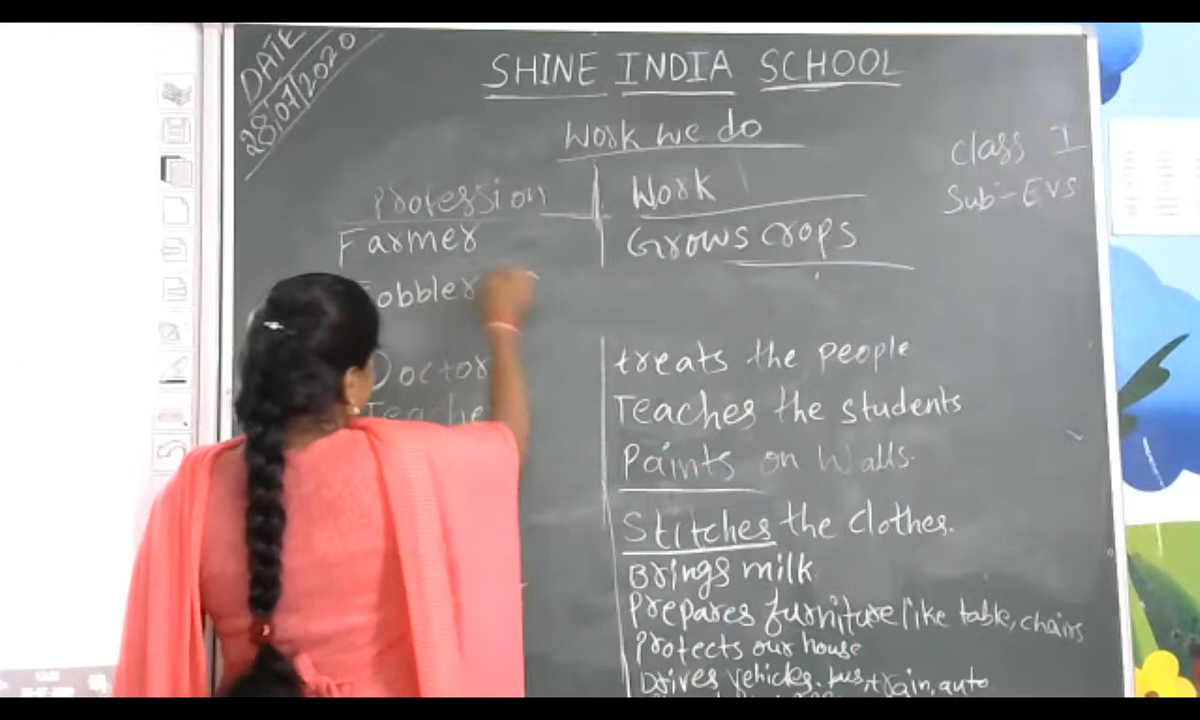 DATE
28/07/2020
SHINE INDIA SCHOOL
Work we do
Class I
Sub:- EVS
Profession Work
Farmer Grows crops
obbler
Doctor treats the people
Teache Teaches the students
Paints on Walls.
Stitches the clothes.
Brings milk
Prepares furniture like table, chairs
Protects our house
Drives vehicles. bus, train, auto